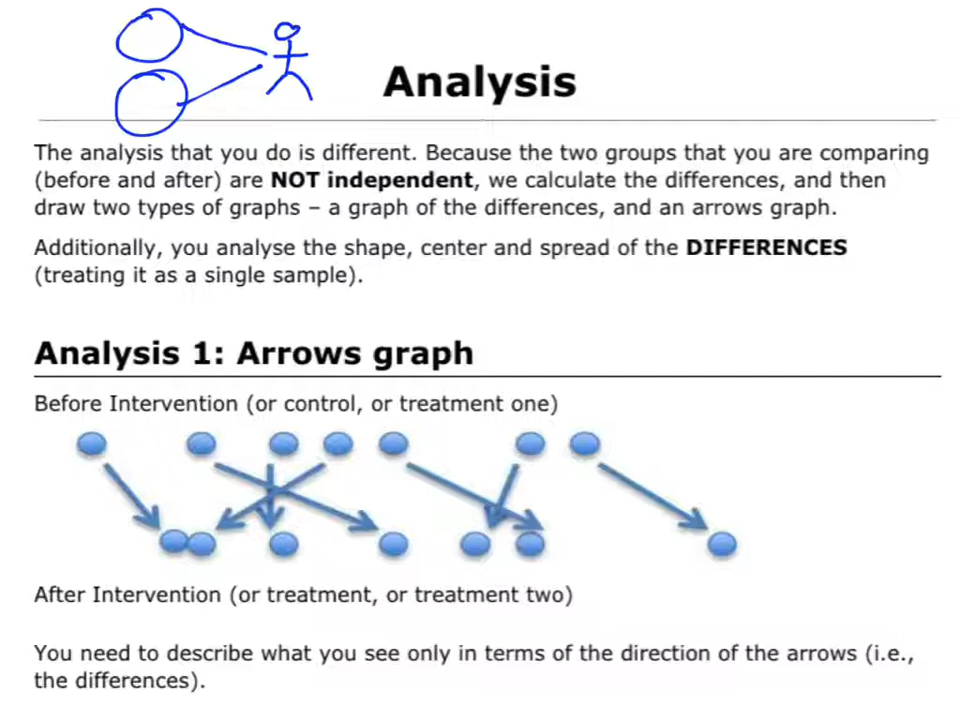 Analysis
The analysis that you do is different. Because the two groups that you are comparing
(before and after) are NOT independent, we calculate the differences, and then
draw two types of graphs – a graph of the differences, and an arrows graph.
Additionally, you analyse the shape, center and spread of the DIFFERENCES
(treating it as a single sample).
Analysis 1: Arrows graph
Before Intervention (or control, or treatment one)
After Intervention (or treatment, or treatment two)
You need to describe what you see only in terms of the direction of the arrows (i.e.,
the differences).